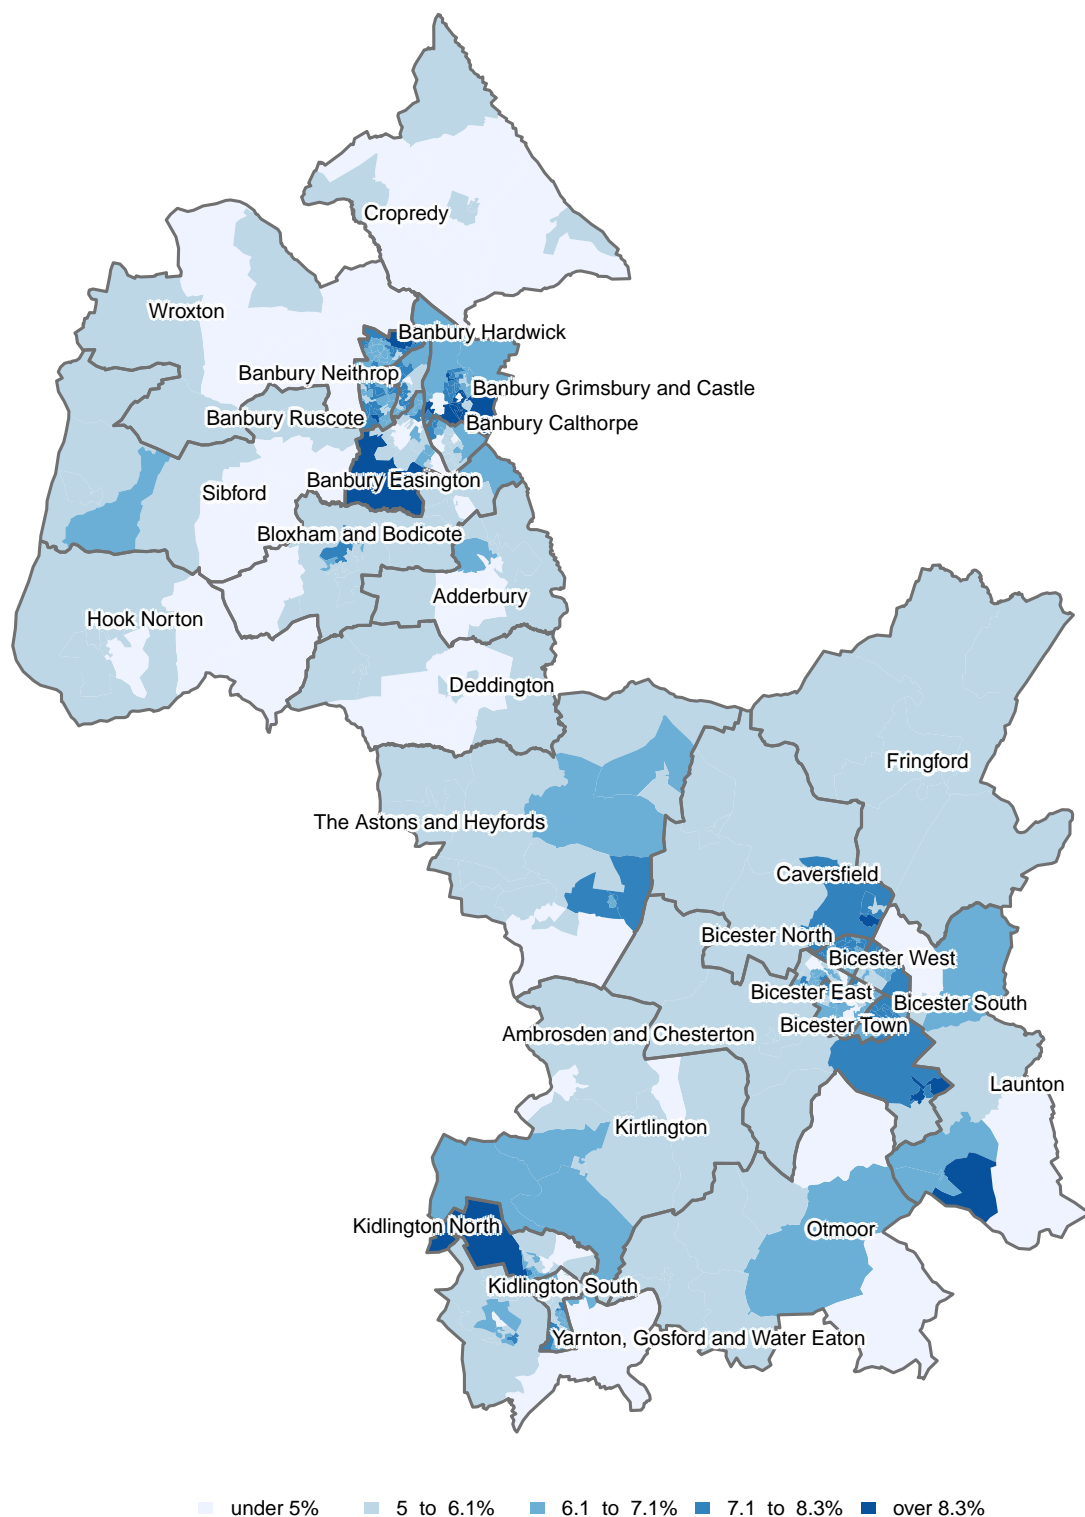 Cropredy
Wroxton
Banbury Hardwick
Banbury Neithrop
Banbury Grimsbury and Castle
Banbury Ruscote
Banbury Calthorpe
Banbury Easington
Sibford
Bloxham and Bodicote
Adderbury
Hook Norton
Deddington
Fringford
The Astons and Heyfords
Caversfield
Bicester North
Bicester West
Bicester East
Bicester South
Bicester Town
Ambrosden and Chesterton
Launton
Kirtlington
Kidlington North
Otmoor
Kidlington South
Yarnton, Gosford and Water Eaton
under 5% 5 to 6.1% 6.1 to 7.1% 7.1 to 8.3% over 8.3%